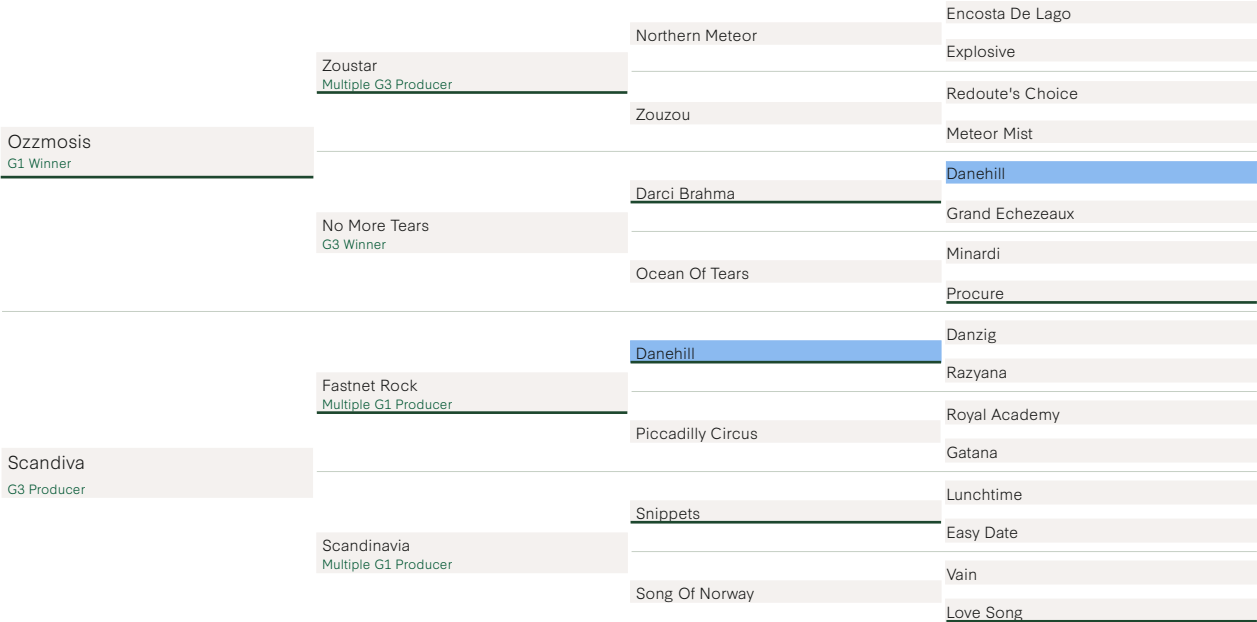 Ozzmosis
G1 Winner
Scandiva
G3 Producer
Zoustar
Multiple G3 Producer
No More Tears
G3 Winner
Fastnet Rock
Multiple G1 Producer
Scandinavia
Multiple G1 Producer
Northern Meteor
Zouzou
Darci Brahma
Ocean Of Tears
Danehill
Piccadilly Circus
Snippets
Song Of Norway
Encosta De Lago
Explosive
Redoute's Choice
Meteor Mist
Danehill
Grand Echezeaux
Minardi
Procure
Danzig
Razyana
Royal Academy
Gatana
Lunchtime
Easy Date
Vain
Love Song